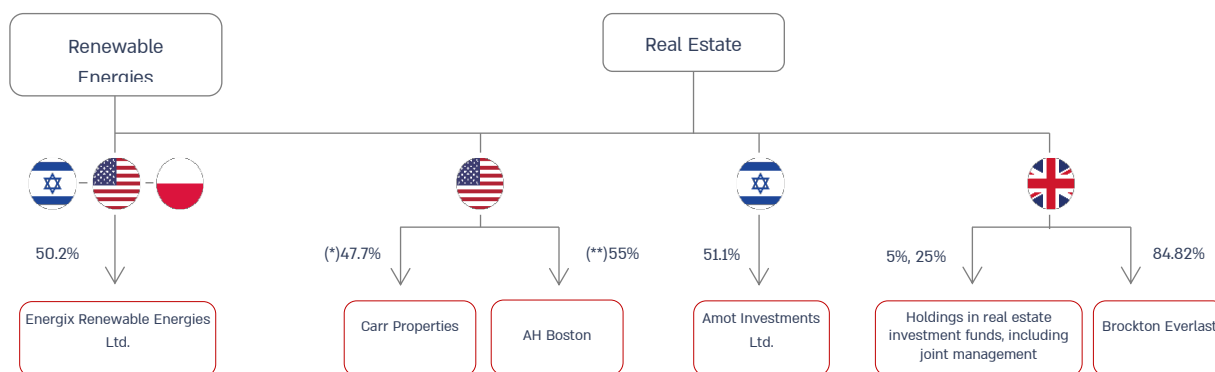 Renewable
Energies
Real Estate
50.2%
(*)47.7%
(**)55%
51.1%
5%, 25%
84.82%
Energix Renewable Energies
Ltd.
Carr Properties
AH Boston
Amot Investments
Ltd.
Holdings in real estate
investment funds, including
joint management
Brockton Everlast